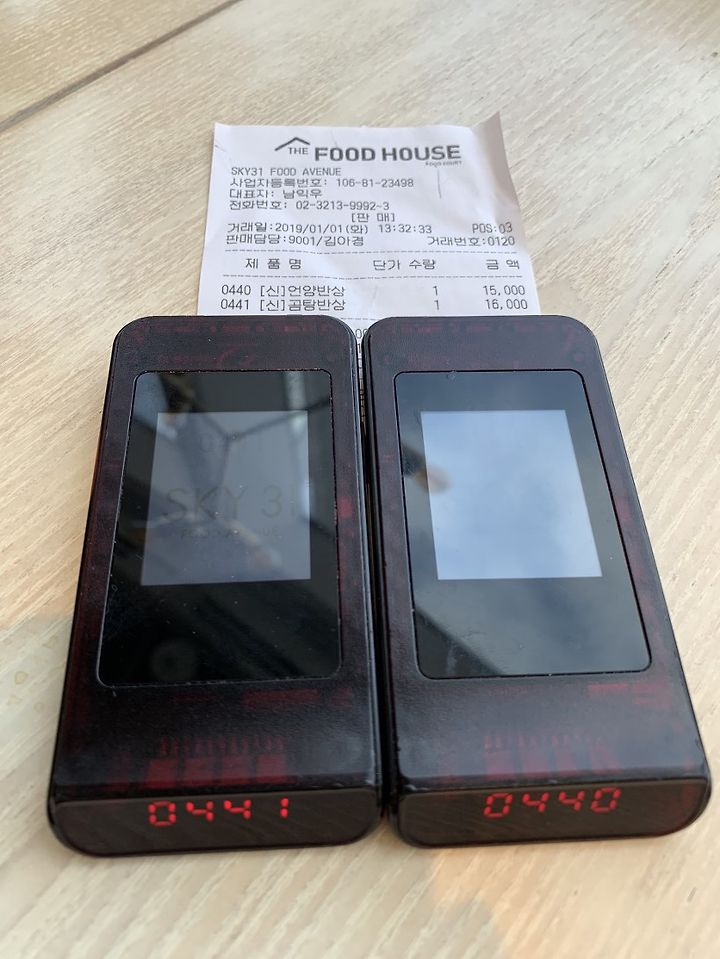 THE FOOD HOUSE
FOOD COURT
SKY31 FOOD AVENUE
사업자등록번호: 106-81-23498
대표자: 남익우
전화번호: 02-3213-9992~3
[판 매]
거래일:2019/01/01(화) 13:32:33 POS:03
판매담당:9001/김아경 거래번호:0120
제 품 명 단가 수량 금 액
0440 [신]언양반상 1 15,000
0441 [신]곰탕반상 1 16,000
SKY 3
0441
0440